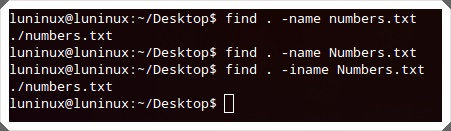 luninux@luninux:~/Desktop$ find . -name numbers.txt
./numbers.txt
luninux@luninux:~/Desktop$ find . -name Numbers.txt
luninux@luninux:~/Desktop$ find . -iname Numbers.txt
./numbers.txt
luninux@luninux:~/Desktop$